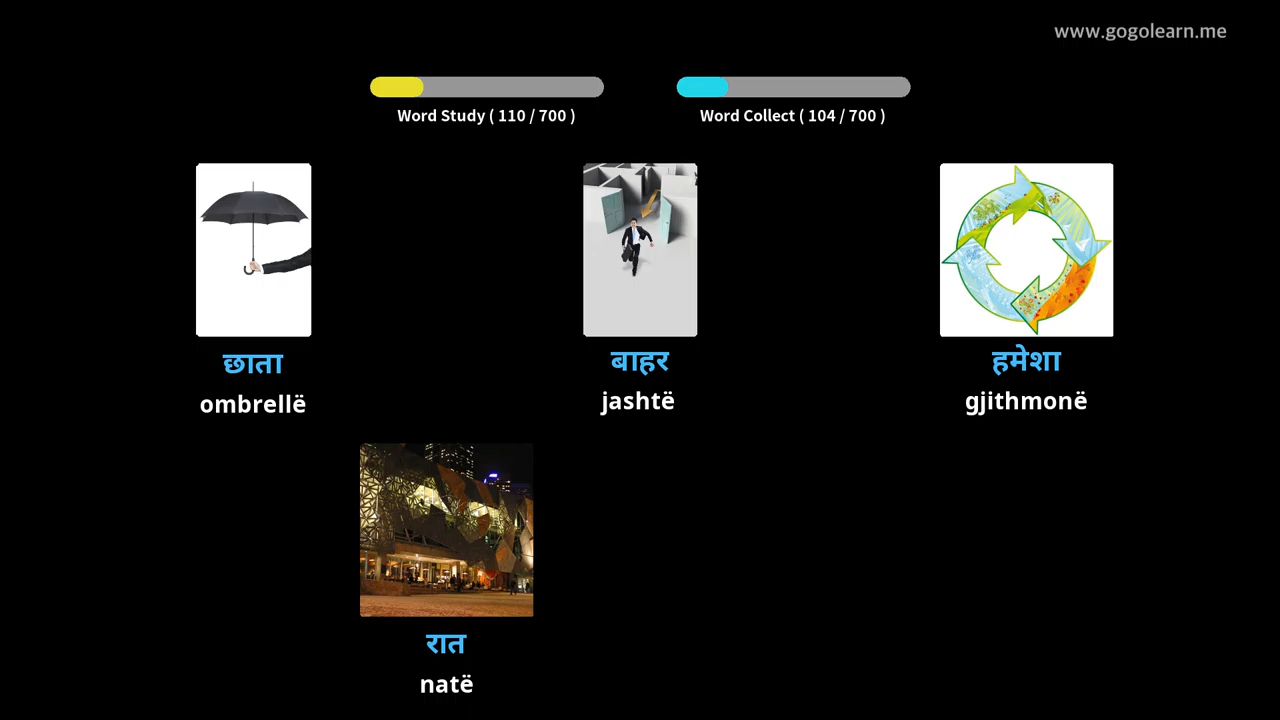 www.gogolearn.me
Word Study ( 110 / 700 )
Word Collect ( 104 / 700 )
छाता
ombrellë
बाहर
jashtë
हमेशा
gjithmonë
रात
natë